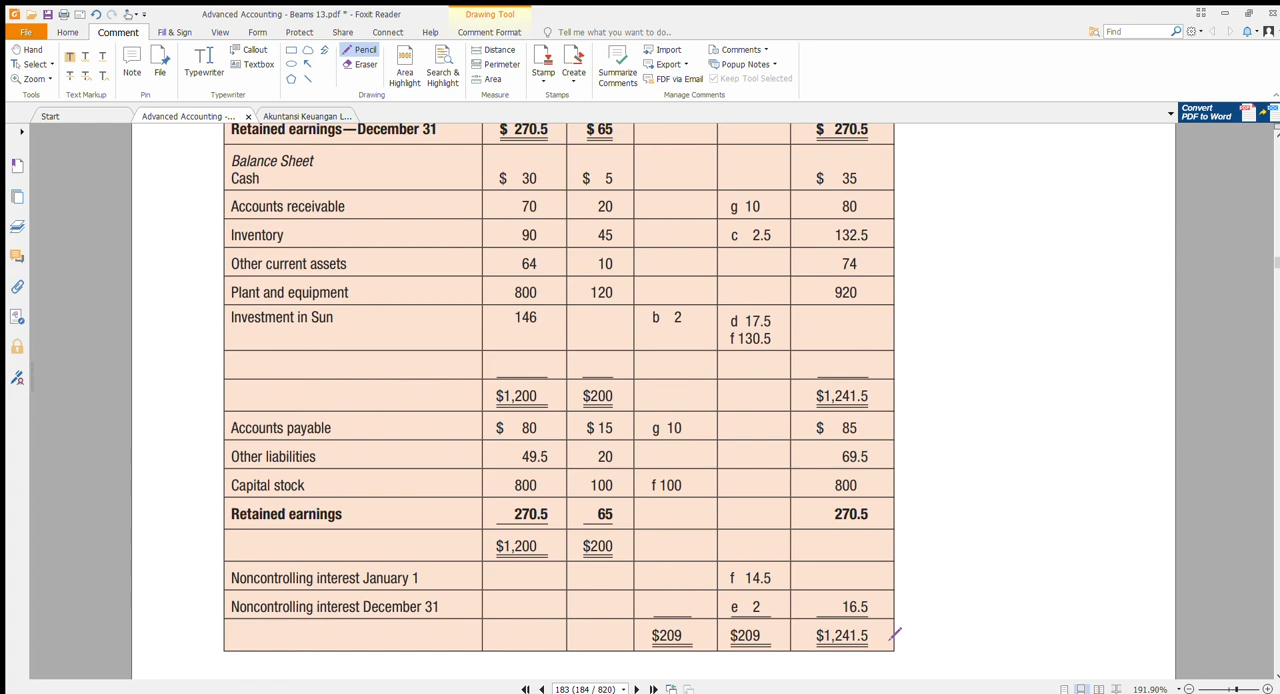 Advanced Accounting - Beams 13.pdf * - Foxit Reader
Drawing Tool
File Home Comment Fill & Sign View Form Protect Share Connect Help Comment Format Tell me what you want to do.. Find
Hand
Select
Zoom
Tools
Text Markup
Note
File
Pin
Typewriter
Callout
Textbox
Typewriter
Pencil
Eraser
Area Highlight
Search & Highlight
Drawing
Distance
Perimeter
Area
Measure
Stamp
Create
Stamps
Summarize Comments
Import
Export
FDF via Email
Comments
Popup Notes
Keep Tool Selected
Manage Comments
Start Advanced Accounting -... Akuntansi Keuangan L...
Convert
PDF to Word
Retained earnings—December 31 $ 270.5 $ 65 $ 270.5
Balance Sheet
Cash $ 30 $ 5 $ 35
Accounts receivable 70 20 g 10 80
Inventory 90 45 c 2.5 132.5
Other current assets 64 10 74
Plant and equipment 800 120 920
Investment in Sun 146 b 2 d 17.5
f 130.5
$1,200 $200 $1,241.5
Accounts payable $ 80 $ 15 g 10 $ 85
Other liabilities 49.5 20 69.5
Capital stock 800 100 f 100 800
Retained earnings 270.5 65 270.5
$1,200 $200
Noncontrolling interest January 1 f 14.5
Noncontrolling interest December 31 e 2 16.5
$209 $209 $1,241.5
183 (184 / 820) 191.90%